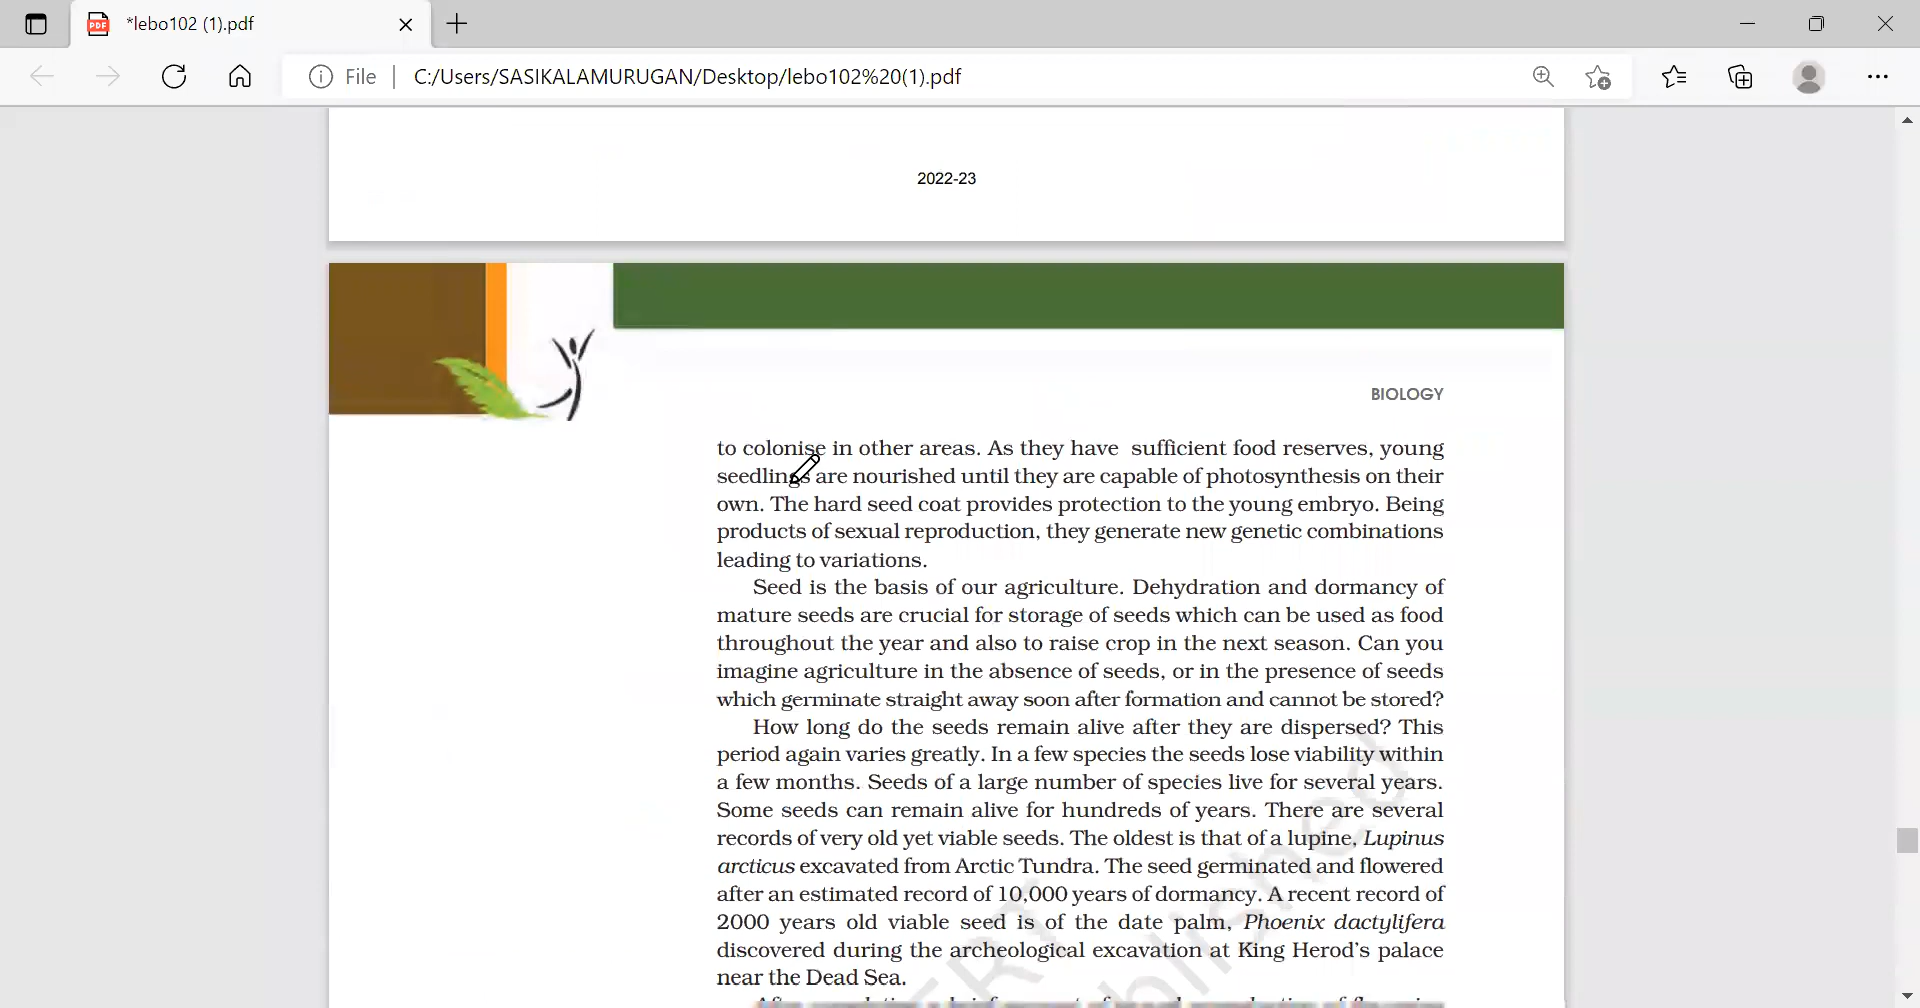 *lebo102 (1).pdf
File
C:/Users/SASIKALAMURUGAN/Desktop/lebo102%20(1).pdf
2022-23
BIOLOGY
to colonise in other areas. As they have sufficient food reserves, young
seedlings are nourished until they are capable of photosynthesis on their
own. The hard seed coat provides protection to the young embryo. Being
products of sexual reproduction, they generate new genetic combinations
leading to variations.
Seed is the basis of our agriculture. Dehydration and dormancy of
mature seeds are crucial for storage of seeds which can be used as food
throughout the year and also to raise crop in the next season. Can you
imagine agriculture in the absence of seeds, or in the presence of seeds
which germinate straight away soon after formation and cannot be stored?
How long do the seeds remain alive after they are dispersed? This
period again varies greatly. In a few species the seeds lose viability within
a few months. Seeds of a large number of species live for several years.
Some seeds can remain alive for hundreds of years. There are several
records of very old yet viable seeds. The oldest is that of a lupine, Lupinus
arcticus excavated from Arctic Tundra. The seed germinated and flowered
after an estimated record of 10,000 years of dormancy. A recent record of
2000 years old viable seed is of the date palm, Phoenix dactylifera
discovered during the archeological excavation at King Herod's palace
near the Dead Sea.